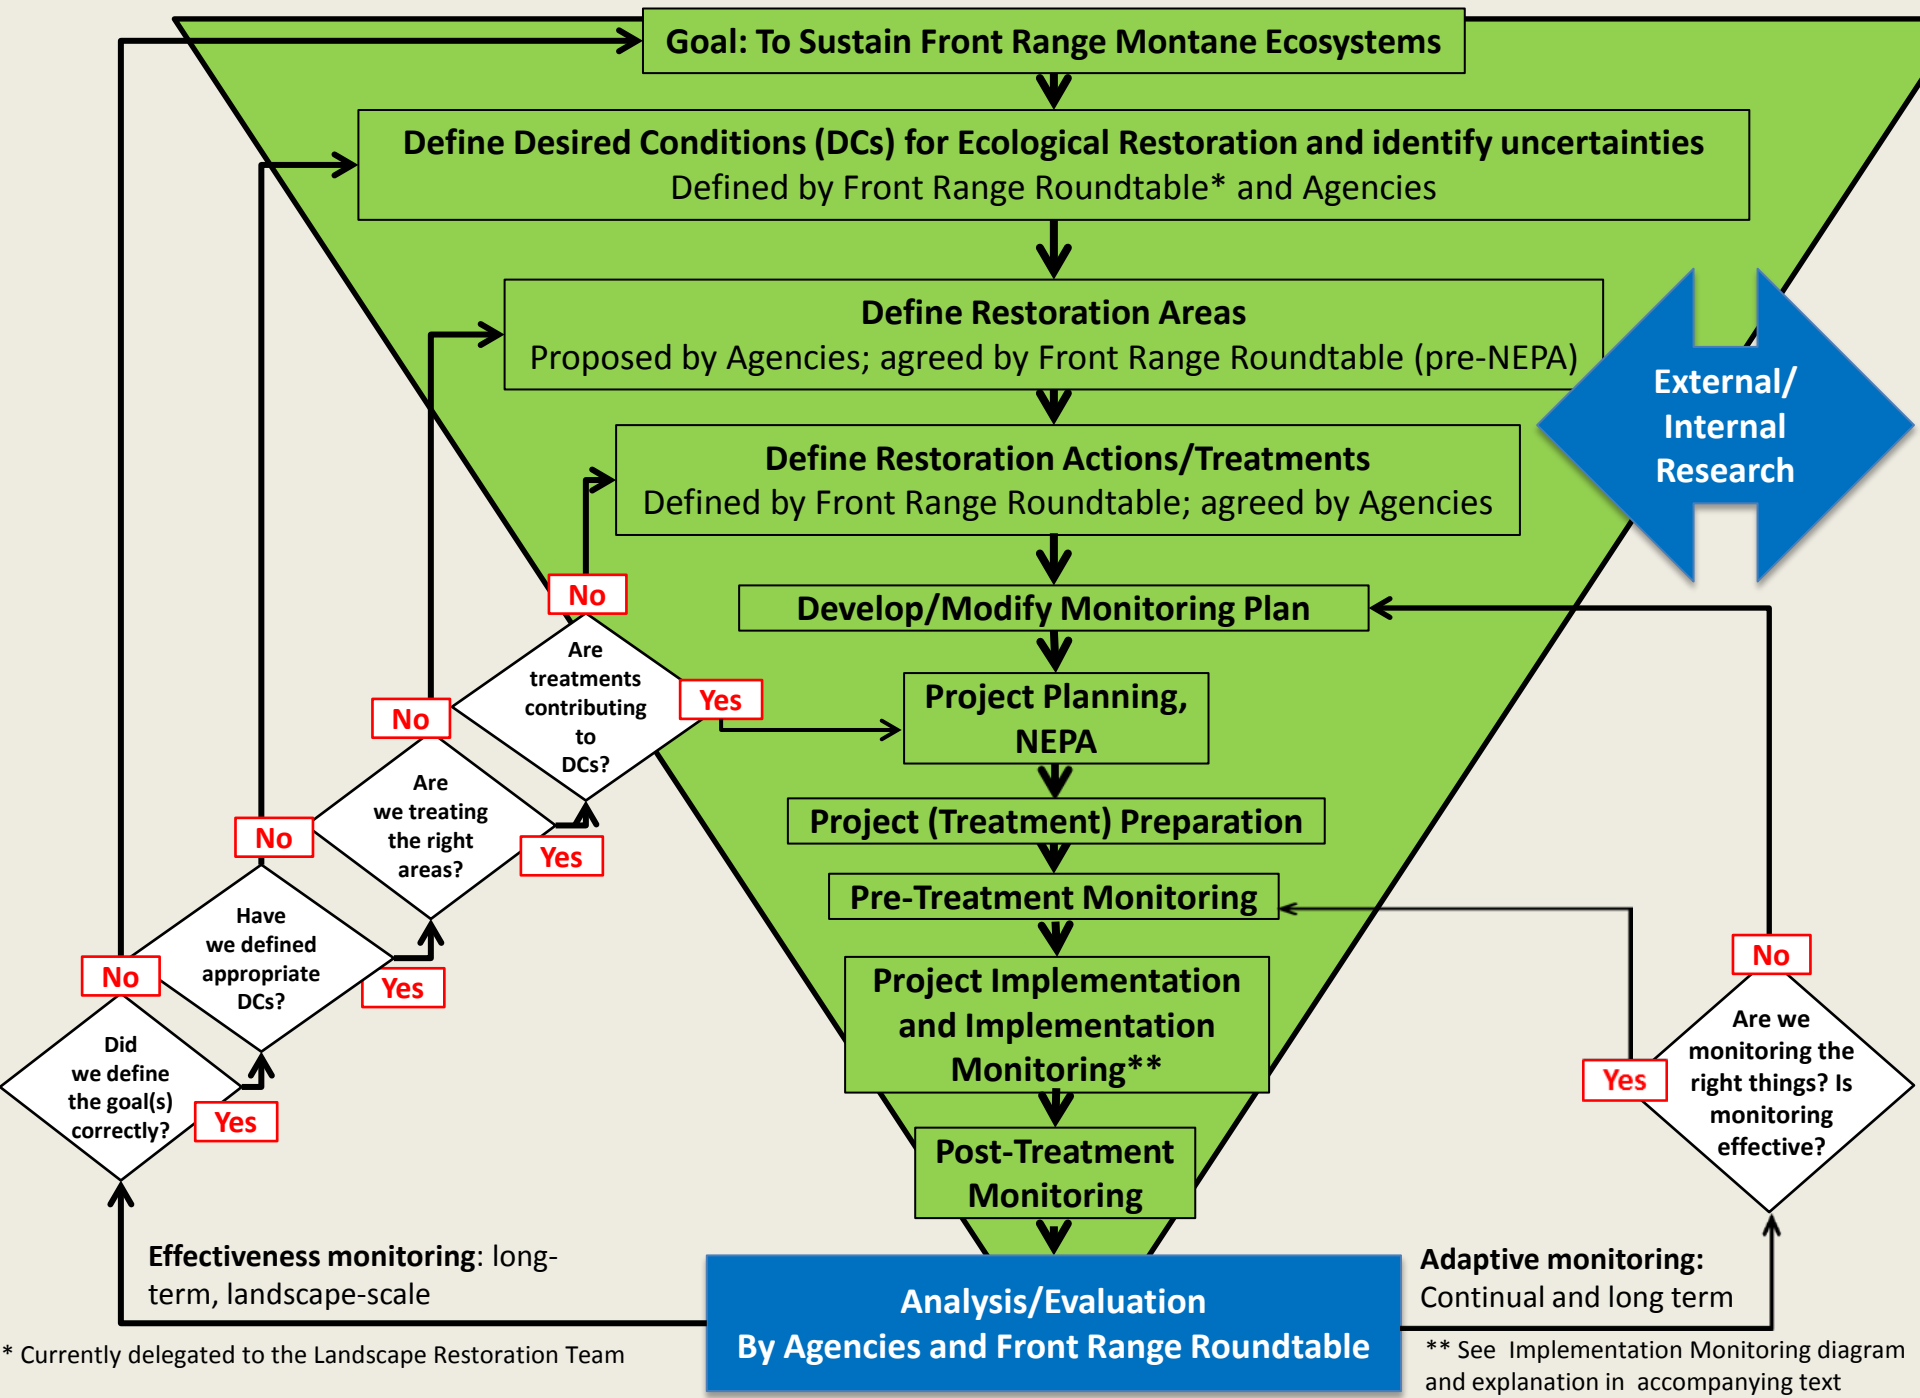 Goal: To Sustain Front Range Montane Ecosystems
Define Desired Conditions (DCs) for Ecological Restoration and identify uncertainties
Defined by Front Range Roundtable* and Agencies
Define Restoration Areas
Proposed by Agencies; agreed by Front Range Roundtable (pre-NEPA)
External/
Internal
Research
Define Restoration Actions/Treatments
Defined by Front Range Roundtable; agreed by Agencies
Develop/Modify Monitoring Plan
Project Planning,
NEPA
Project (Treatment) Preparation
Pre-Treatment Monitoring
Project Implementation
and Implementation
Monitoring**
Post-Treatment
Monitoring
Analysis/Evaluation
By Agencies and Front Range Roundtable
No
Are
treatments
contributing
to
DCs?
Yes
No
Are
we treating
the right
areas?
Yes
No
Have
we defined
appropriate
DCs?
Yes
No
Did
we define
the goal(s)
correctly?
Yes
Effectiveness monitoring: long-
term, landscape-scale
* Currently delegated to the Landscape Restoration Team
No
Are we
monitoring the
right things? Is
monitoring
effective?
Yes
Adaptive monitoring:
Continual and long term
** See Implementation Monitoring diagram
and explanation in accompanying text